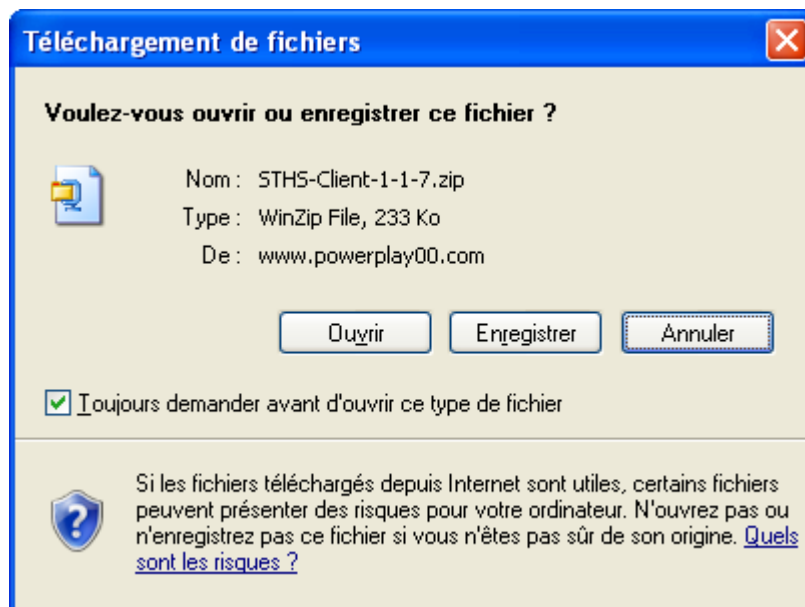 Téléchargement de fichiers
Voulez-vous ouvrir ou enregistrer ce fichier ?
Nom : STHS-Client-1-1-7.zip
Type : WinZip File, 233 Ko
De : www.powerplay00.com
Ouvrir Enregistrer Annuler
Toujours demander avant d'ouvrir ce type de fichier
Si les fichiers téléchargés depuis Internet sont utiles, certains fichiers
peuvent présenter des risques pour votre ordinateur. N'ouvrez pas ou
n'enregistrez pas ce fichier si vous n'êtes pas sûr de son origine. Quels
sont les risques ?